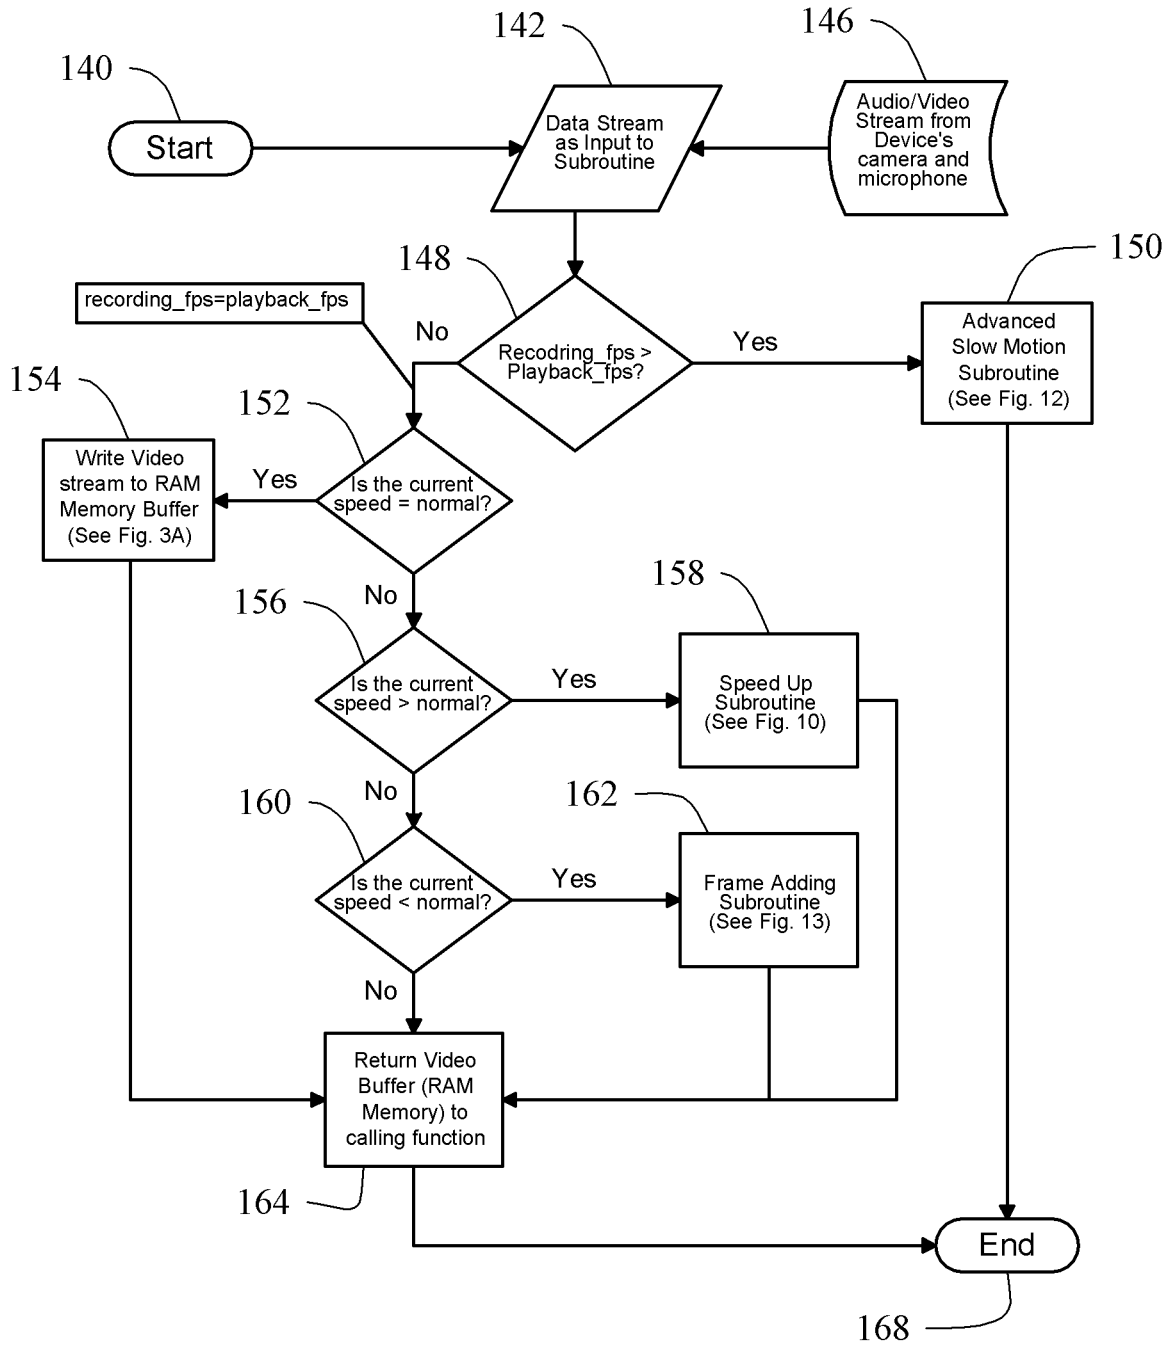 142
146
140
Start
Data Stream
as Input to
Subroutine
Audio/Video
Stream from
Device's
camera and
microphone
148
150
recording_fps=playback_fps
No
Recodring_fps >
Playback_fps?
Yes
Advanced
Slow Motion
Subroutine
(See Fig. 12)
154
152
Write Video
stream to RAM
Memory Buffer
(See Fig. 3A)
Yes
Is the current
speed = normal?
No
156
158
Is the current
speed > normal?
Yes
Speed Up
Subroutine
(See Fig. 10)
No
160
162
Is the current
speed < normal?
Yes
Frame Adding
Subroutine
(See Fig. 13)
No
Return Video
Buffer (RAM
Memory) to
calling function
164
End
168